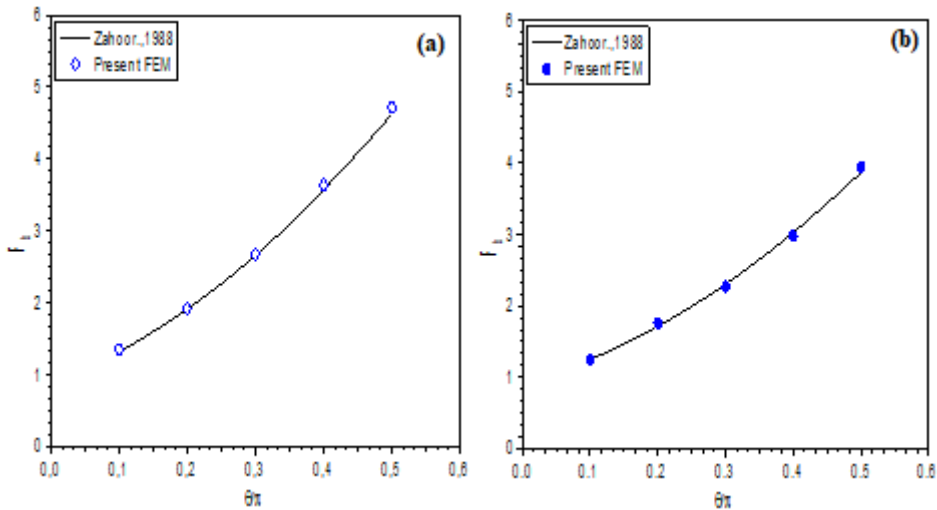 (a)
Zahoor.,1988
Present FEM
6
5
4
3
2
1
0
F b
0,0 0,1 0,2 0,3 0,4 0,5 0,6
θ/π
(b)
Zahoor.,1988
Present FEM
6
5
4
3
2
1
0
F b
0.0 0.1 0.2 0.3 0.4 0.5 0.6
θ/π